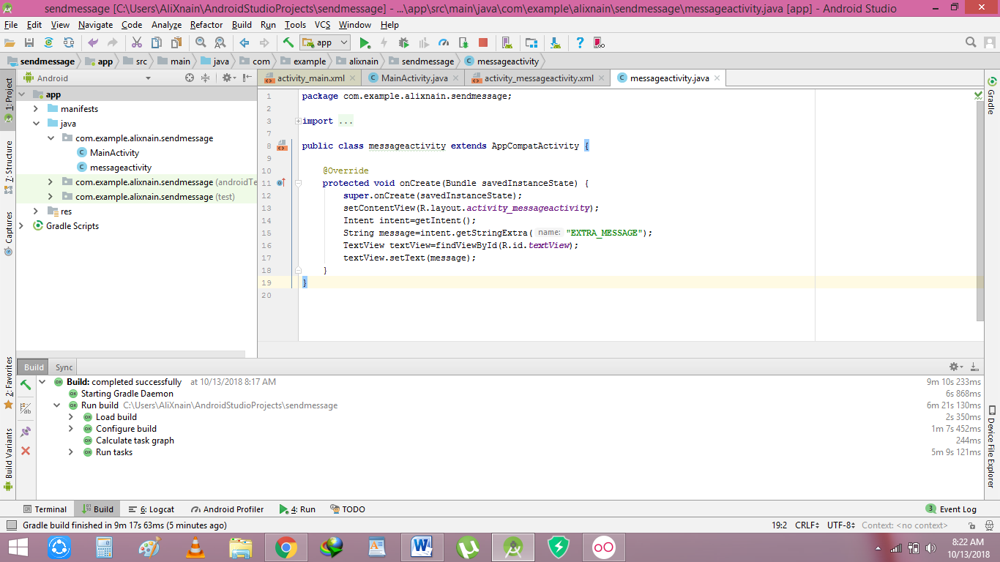 sendmessage [C:\Users\AliXnain\AndroidStudioProjects\sendmessage] - ...\app\src\main\java\com\example\alixnain\sendmessage\messageactivity.java [app] - Android Studio
File Edit View Navigate Code Analyze Refactor Build Run Tools VCS Window Help
app
sendmessage app src main java com example alixnain sendmessage messageactivity
1: Project
7: Structure
Captures
2: Favorites
Build Variants
Android
app
manifests
java
com.example.alixnain.sendmessage
MainActivity
messageactivity
com.example.alixnain.sendmessage (androidTe
com.example.alixnain.sendmessage (test)
res
Gradle Scripts
activity_main.xml MainActivity.java activity_messageactivity.xml messageactivity.java
1 package com.example.alixnain.sendmessage;
2
3 import ...
7
8 public class messageactivity extends AppCompatActivity {
9
10 @Override
11 protected void onCreate(Bundle savedInstanceState) {
12 super.onCreate(savedInstanceState);
13 setContentView(R.layout.activity_messageactivity);
14 Intent intent=getIntent();
15 String message=intent.getStringExtra( name: "EXTRA_MESSAGE");
16 TextView textView=findViewById(R.id.textView);
17 textView.setText(message);
18 }
19 }
20
Gradle
Device File Explorer
Build Sync
Build: completed successfully at 10/13/2018 8:17 AM 9m 10s 233ms
Starting Gradle Daemon 6s 868ms
Run build C:\Users\AliXnain\AndroidStudioProjects\sendmessage 6m 21s 130ms
Load build 2s 350ms
Configure build 1m 7s 452ms
Calculate task graph 244ms
Run tasks 5m 9s 121ms
Terminal Build 6: Logcat Android Profiler 4: Run TODO 3 Event Log
Gradle build finished in 9m 17s 63ms (5 minutes ago) 19:2 CRLF UTF-8 Context: <no context>
8:22 AM
10/13/2018